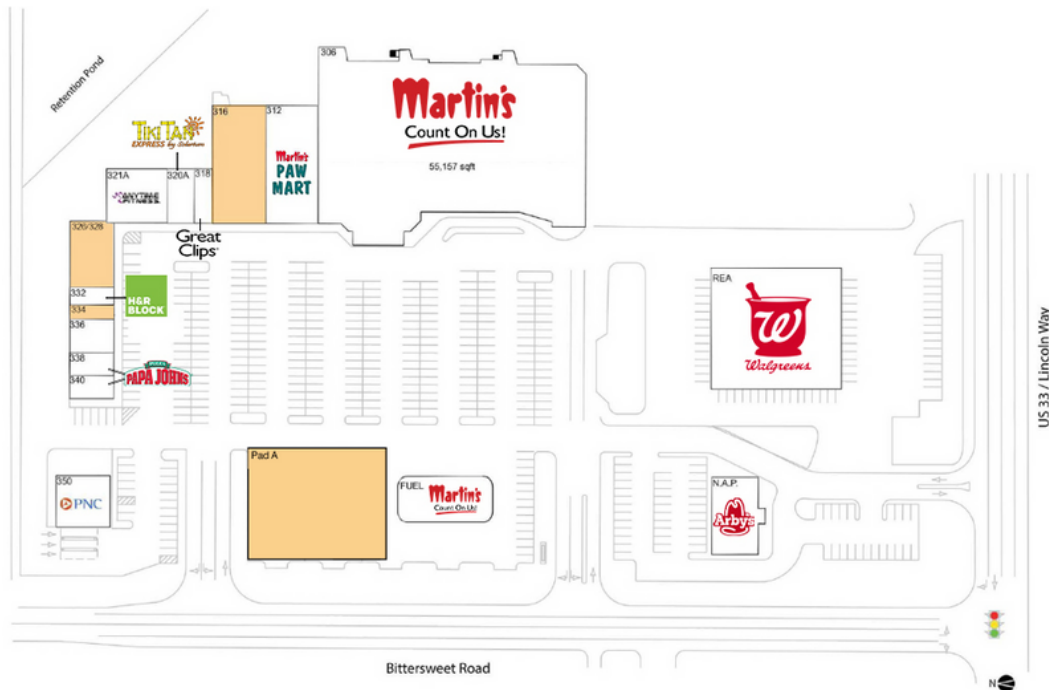 Retention Pond
306
Martin's
Count On Us!
55,157 sqft
316
312
Martin's
PAW
MART
TIKI TAN
EXPRESS by Solarium
321A
320A
318
ANYTIME
FITNESS
Great
Clips
326/328
332
H&R
BLOCK
334
336
338
340
PAPA JOHNS
REA
W
Walgreens
US 33 / Lincoln Way
350
PNC
Pad A
FUEL
Martin's
Count On Us!
N.A.P.
Arby's
Bittersweet Road
N